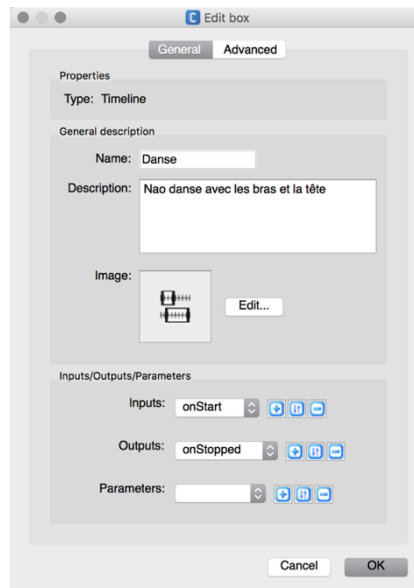 Edit box
General Advanced
Properties
Type: Timeline
General description
Name: Danse
Description: Nao danse avec les bras et la tête
Image:
Edit...
Inputs/Outputs/Parameters
Inputs: onStart
Outputs: onStopped
Parameters:
Cancel OK